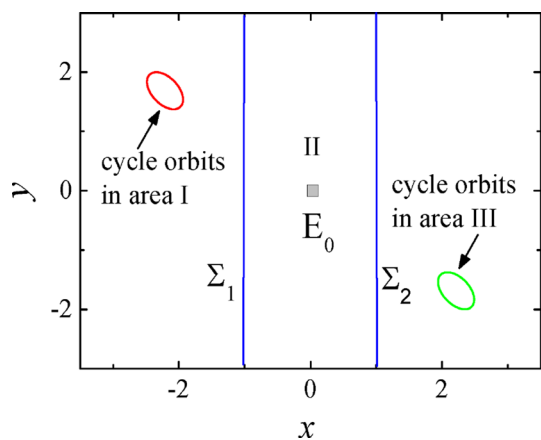 2
cycle orbits
in area I
II
cycle orbits
in area III
y
0
E0
Σ1
Σ2
-2
-2
0
2
x